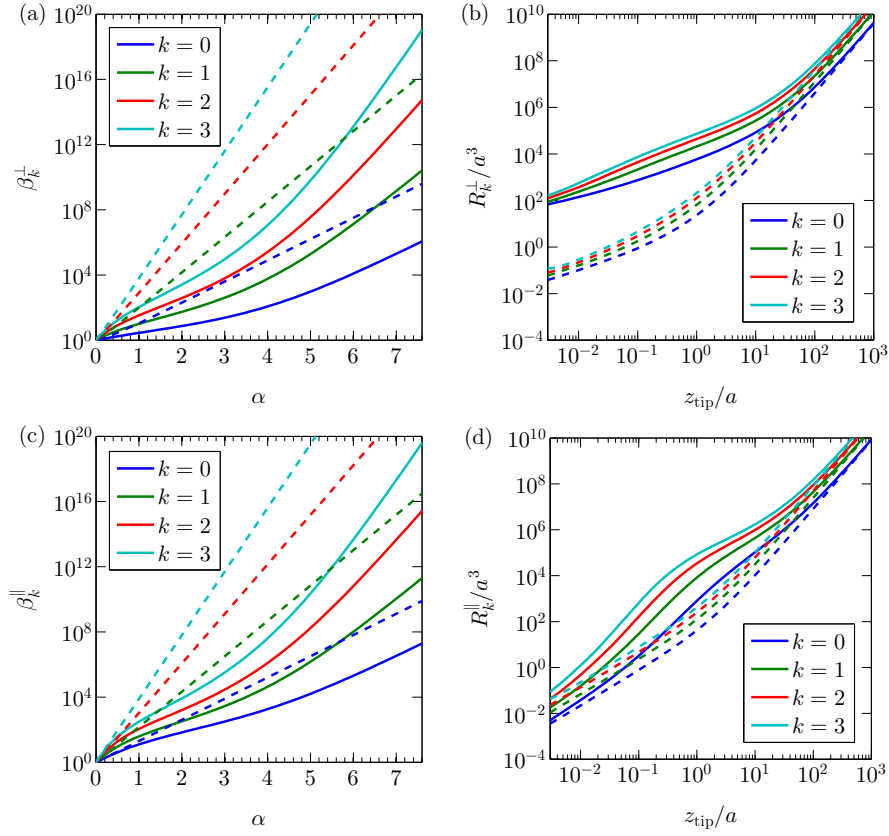 (a)
10^20
10^16
10^12
10^8
10^4
10^0
β_k^⊥
k = 0
k = 1
k = 2
k = 3
0 1 2 3 4 5 6 7
α
(b)
10^10
10^8
10^6
10^4
10^2
10^0
10^−2
10^−4
R_k^⊥/a^3
k = 0
k = 1
k = 2
k = 3
10^−2 10^−1 10^0 10^1 10^2 10^3
z_tip/a
(c)
10^20
10^16
10^12
10^8
10^4
10^0
β_k^∥
k = 0
k = 1
k = 2
k = 3
0 1 2 3 4 5 6 7
α
(d)
10^10
10^8
10^6
10^4
10^2
10^0
10^−2
10^−4
R_k^∥/a^3
k = 0
k = 1
k = 2
k = 3
10^−2 10^−1 10^0 10^1 10^2 10^3
z_tip/a